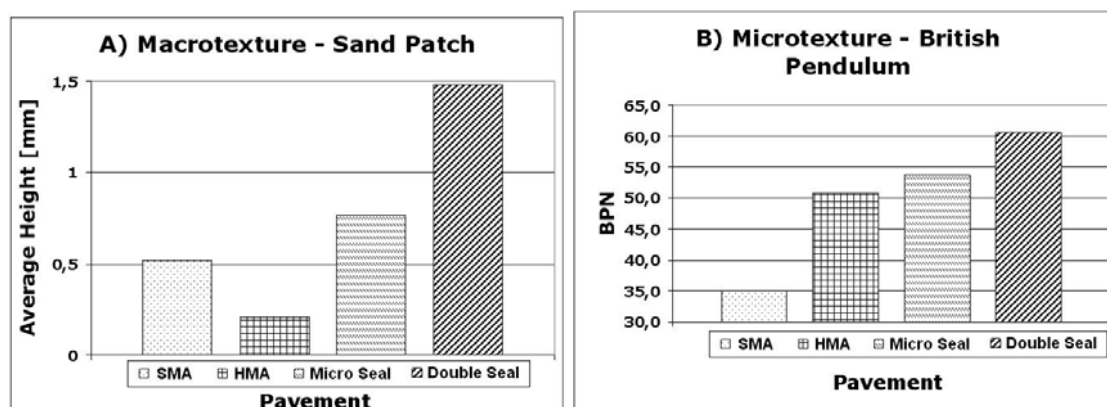 A) Macrotexture - Sand Patch
Average Height [mm]
1,5
1
0,5
0
SMA HMA Micro Seal Double Seal
Pavement
B) Microtexture - British
Pendulum
BPN
65,0
60,0
55,0
50,0
45,0
40,0
35,0
30,0
SMA HMA Micro Seal Double Seal
Pavement